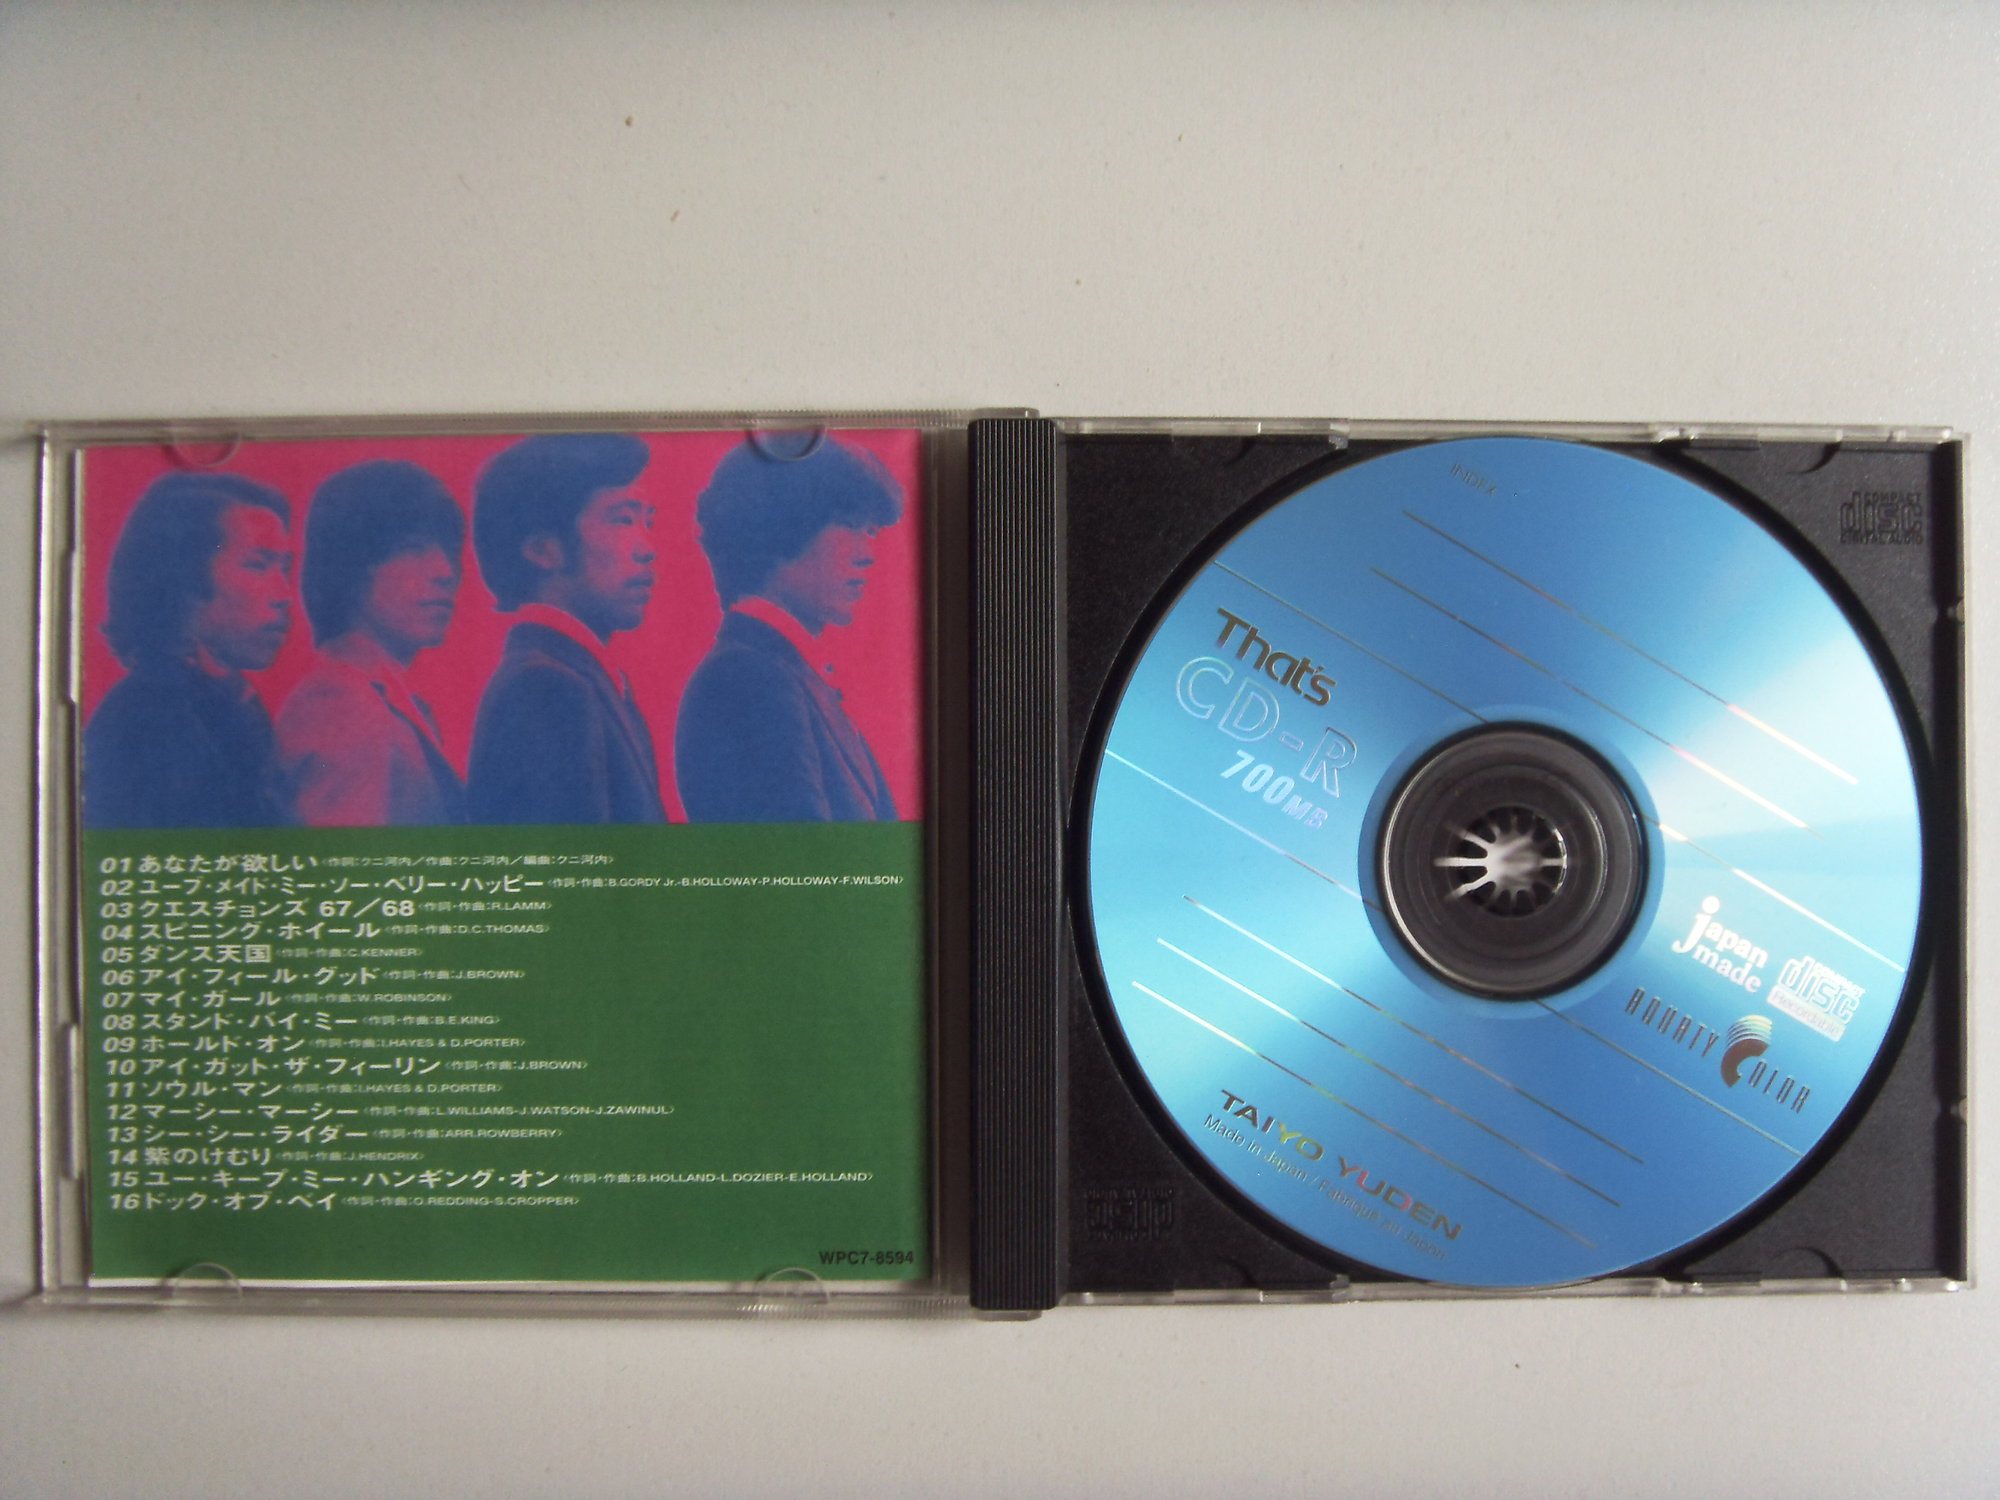 01 あなたが欲しい〈作詞：クニ河内／作曲：クニ河内／編曲：クニ河内〉
02 ユーブ・メイド・ミー・ソー・ベリー・ハッピー〈作詞・作曲：B.GORDY Jr.-B.HOLLOWAY-P.HOLLOWAY-F.WILSON〉
03 クエスチョンズ 67／68〈作詞・作曲：R.LAMM〉
04 スピニング・ホイール〈作詞・作曲：D.C.THOMAS〉
05 ダンス天国〈作詞・作曲：C.KENNER〉
06 アイ・フィール・グッド〈作詞・作曲：J.BROWN〉
07 マイ・ガール〈作詞・作曲：W.ROBINSON〉
08 スタンド・バイ・ミー〈作詞・作曲：B.E.KING〉
09 ホールド・オン〈作詞・作曲：I.HAYES & D.PORTER〉
10 アイ・ガット・ザ・フィーリン〈作詞・作曲：J.BROWN〉
11 ソウル・マン〈作詞・作曲：I.HAYES & D.PORTER〉
12 マーシー・マーシー〈作詞・作曲：L.WILLIAMS-J.WATSON-J.ZAWINUL〉
13 シー・シー・ライダー〈作詞・作曲：ARR.ROWBERRY〉
14 紫のけむり〈作詞・作曲：J.HENDRIX〉
15 ユー・キープ・ミー・ハンギング・オン〈作詞・作曲：B.HOLLAND-L.DOZIER-E.HOLLAND〉
16 ドック・オブ・ベイ〈作詞・作曲：O.REDDING-S.CROPPER〉
WPC7-8594
INDEX
That's
CD-R
700MB
japan
made
COMPACT
disc
Recordable
AQUATY COLOR
TAIYO YUDEN
Made in Japan / Fabriqué au Japon
COMPACT
disc
DIGITAL AUDIO
COMPACT
disc
DIGITAL AUDIO